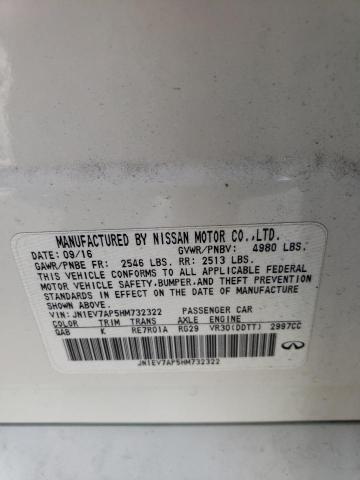 MANUFACTURED BY NISSAN MOTOR CO.,LTD.
DATE: 09/16 GVWR/PNBV: 4980 LBS.
GAWR/PNBE FR: 2546 LBS. RR: 2513 LBS.
THIS VEHICLE CONFORMS TO ALL APPLICABLE FEDERAL
MOTOR VEHICLE SAFETY,BUMPER,AND THEFT PREVENTION
STANDARDS IN EFFECT ON THE DATE OF MANUFACTURE
SHOWN ABOVE.
VIN: JN1EV7AP5HM732322 PASSENGER CAR
COLOR TRIM TRANS AXLE ENGINE
QAB K RE7R01A RG29 VR30(DDTT) 2997CC
JN1EV7AP5HM732322